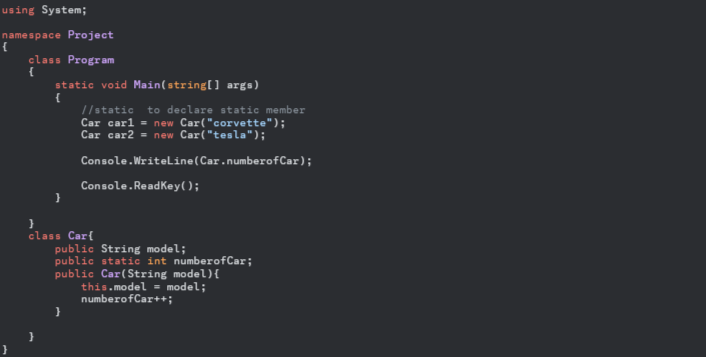 using System;

namespace Project
{
    class Program
    {
        static void Main(string[] args)
        {
            //static  to declare static member
            Car car1 = new Car("corvette");
            Car car2 = new Car("tesla");

            Console.WriteLine(Car.numberofCar);

            Console.ReadKey();
        }

    }
    class Car{
        public String model;
        public static int numberofCar;
        public Car(String model){
            this.model = model;
            numberofCar++;
        }

    }
}